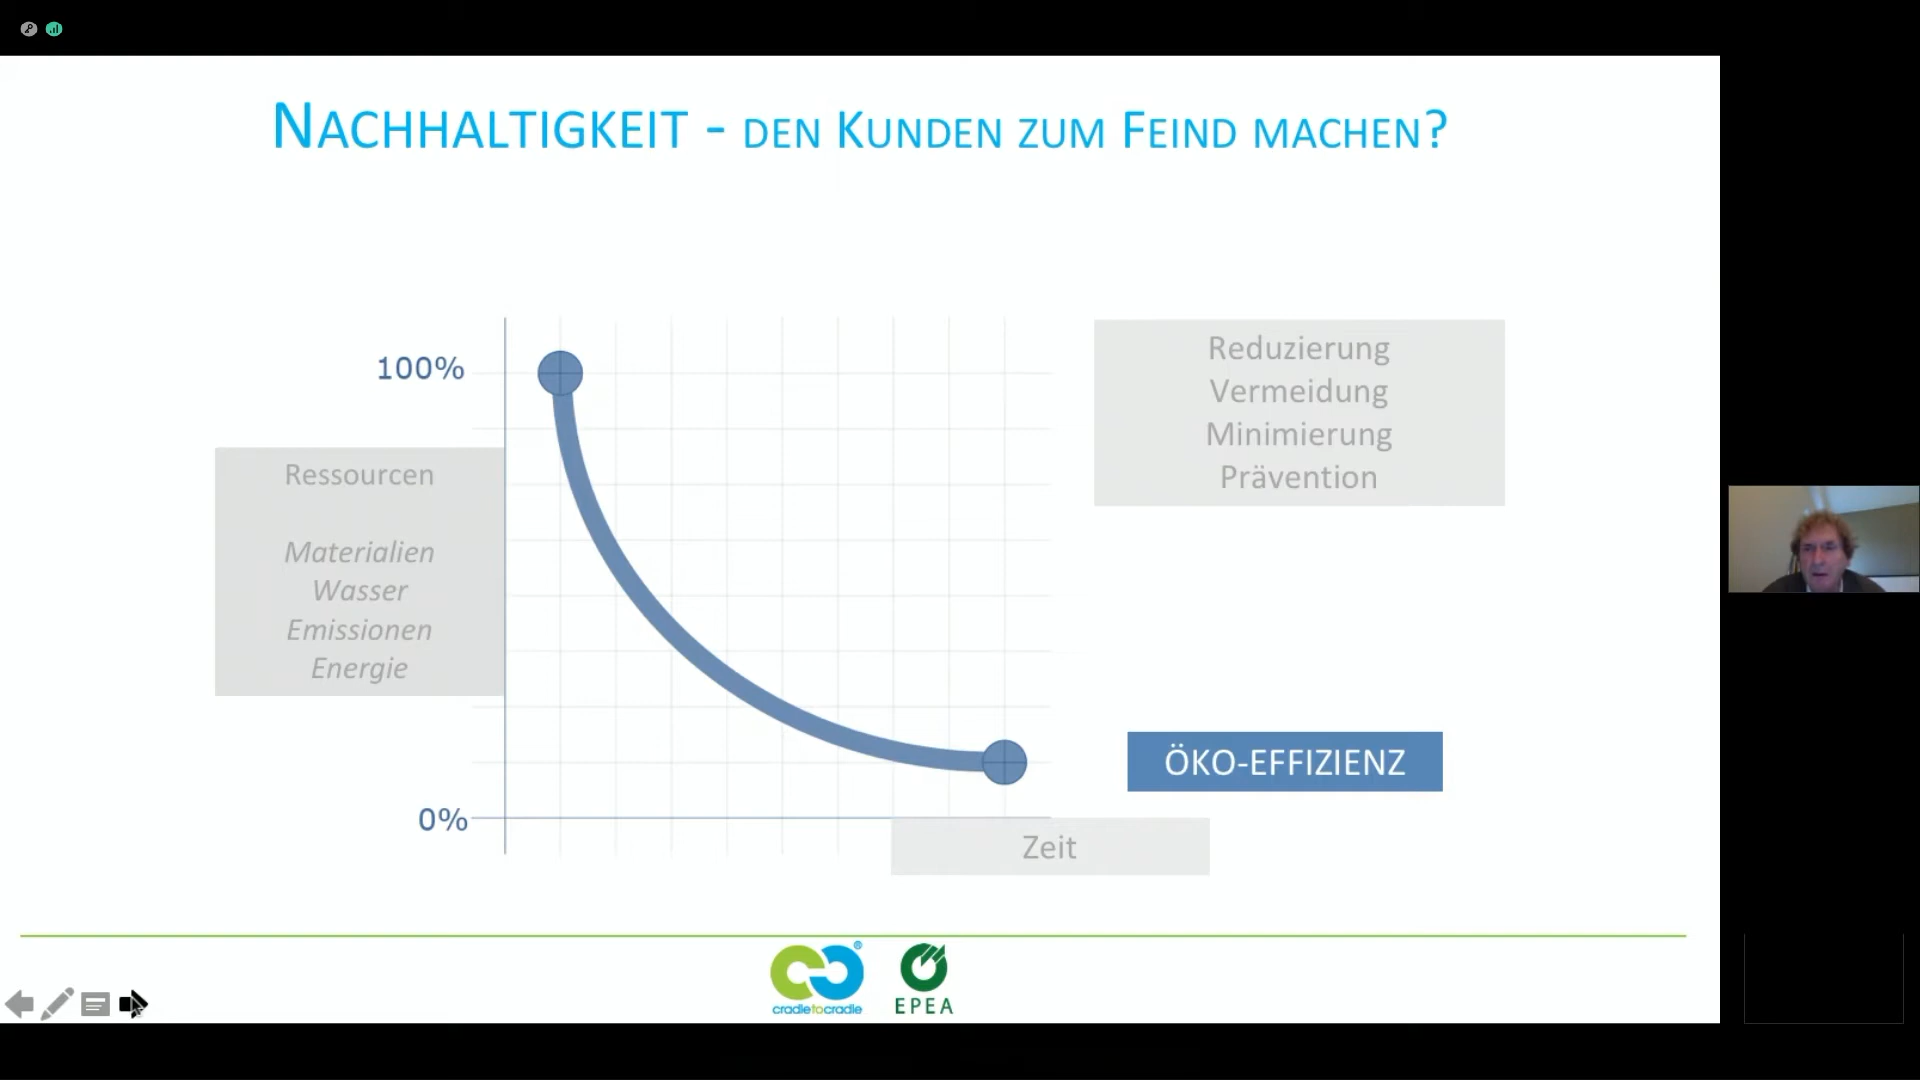 NACHHALTIGKEIT - DEN KUNDEN ZUM FEIND MACHEN?
100%
Reduzierung
Vermeidung
Minimierung
Prävention
Ressourcen
Materialien
Wasser
Emissionen
Energie
ÖKO-EFFIZIENZ
0%
Zeit
®
cradletocradle
EPEA